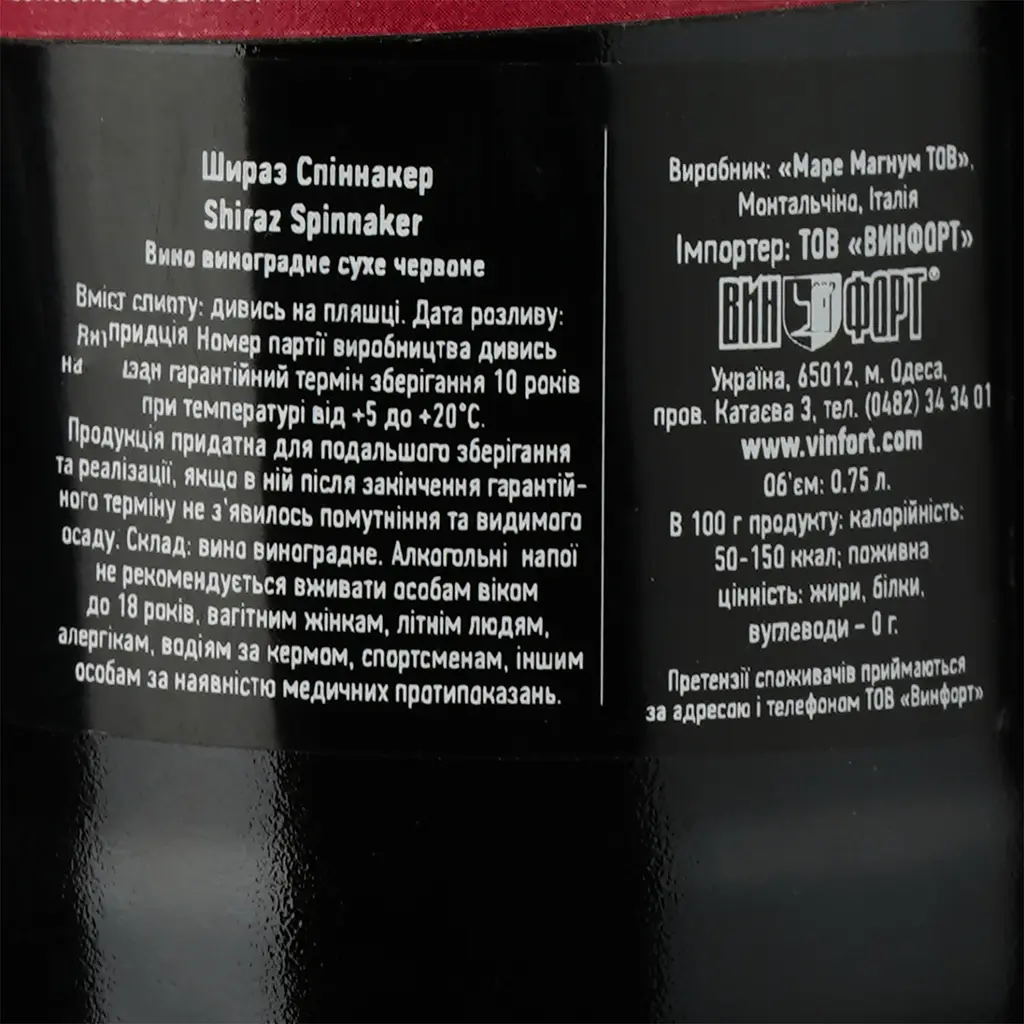 Шираз Спіннакер
Shiraz Spinnaker
Вино виноградне сухе червоне
Вміст спирту: дивись на пляшці. Дата розливу:
Номер партії виробництва дивись
на гарантійний термін зберігання 10 років
при температурі від +5 до +20°С.
Продукція придатна для подальшого зберігання
та реалізації, якщо в ній після закінчення гарантій-
ного терміну не з'явилось помутніння та видимого
осаду. Склад: вино виноградне. Алкогольні напої
не рекомендується вживати особам віком
до 18 років, вагітним жінкам, літнім людям,
алергікам, водіям за кермом, спортсменам, іншим
особам за наявністю медичних протипоказань.
Виробник: «Маре Магнум ТОВ»,
Монтальчіно, Італія
Імпортер: ТОВ «ВИНФОРТ»
ВИН ФОРТ®
Україна, 65012, м. Одеса,
пров. Катаєва 3, тел. (0482) 34 34 01
www.vinfort.com
Об'єм: 0.75 л.
В 100 г продукту: калорійність:
50-150 ккал; поживна
цінність: жири, білки,
вуглеводи – 0 г.
Претензії споживачів приймаються
за адресою і телефоном ТОВ «Винфорт»